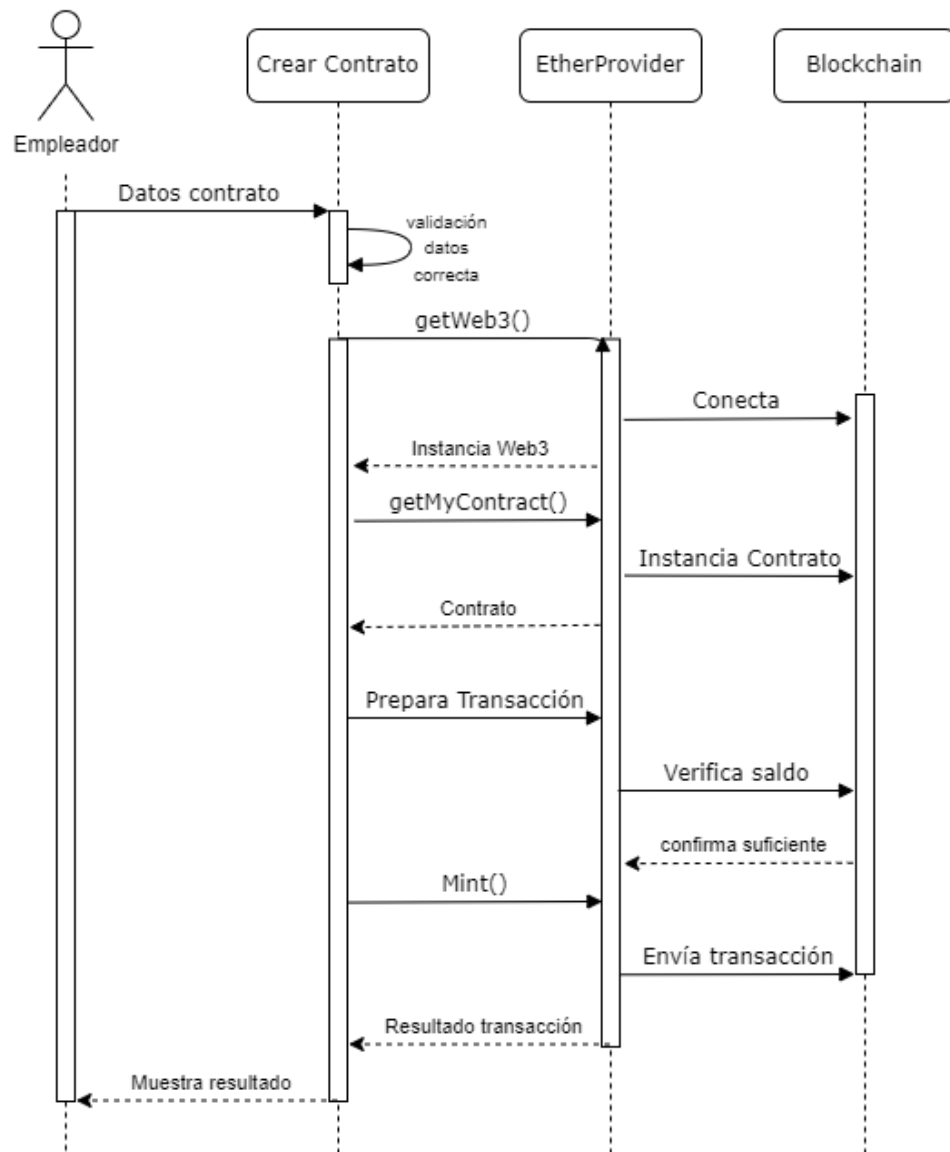 Crear Contrato
EtherProvider
Blockchain
Empleador
Datos contrato
validación
datos
correcta
getWeb3()
Conecta
Instancia Web3
getMyContract()
Instancia Contrato
Contrato
Prepara Transacción
Verifica saldo
confirma suficiente
Mint()
Envía transacción
Resultado transacción
Muestra resultado